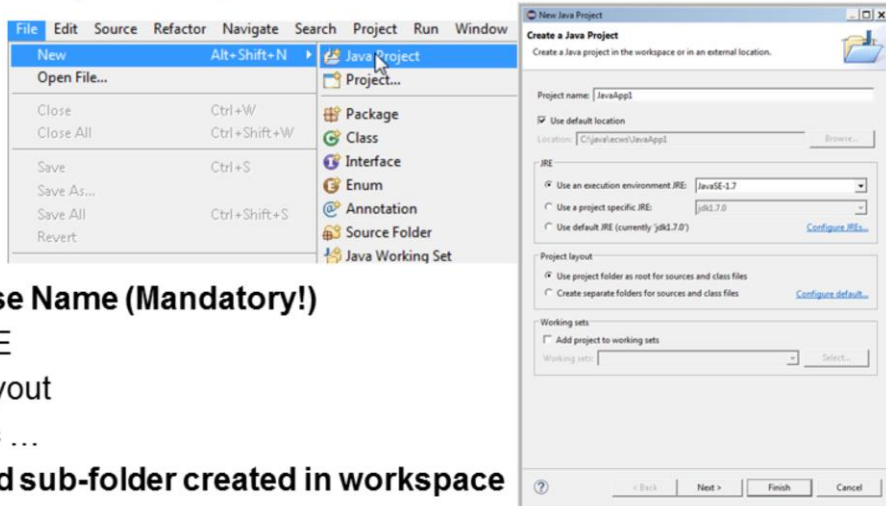 File Edit Source Refactor Navigate Search Project Run Window
New Alt+Shift+N
Open File...
Close Ctrl+W
Close All Ctrl+Shift+W
Save Ctrl+S
Save As...
Save All Ctrl+Shift+S
Revert
Java Project
Project...
Package
Class
Interface
Enum
Annotation
Source Folder
Java Working Set
se Name (Mandatory!)
E
yout
...
d sub-folder created in workspace
New Java Project
Create a Java Project
Create a Java project in the workspace or in an external location.
Project name: JavaApp1
Use default location
Location: C:\java\ecws\JavaApp1 Browse...
JRE
Use an execution environment JRE: JavaSE-1.7
Use a project specific JRE: jdk1.7.0
Use default JRE (currently 'jdk1.7.0') Configure JREs...
Project layout
Use project folder as root for sources and class files
Create separate folders for sources and class files Configure default...
Working sets
Add project to working sets
Working sets: Select...
? < Back Next > Finish Cancel